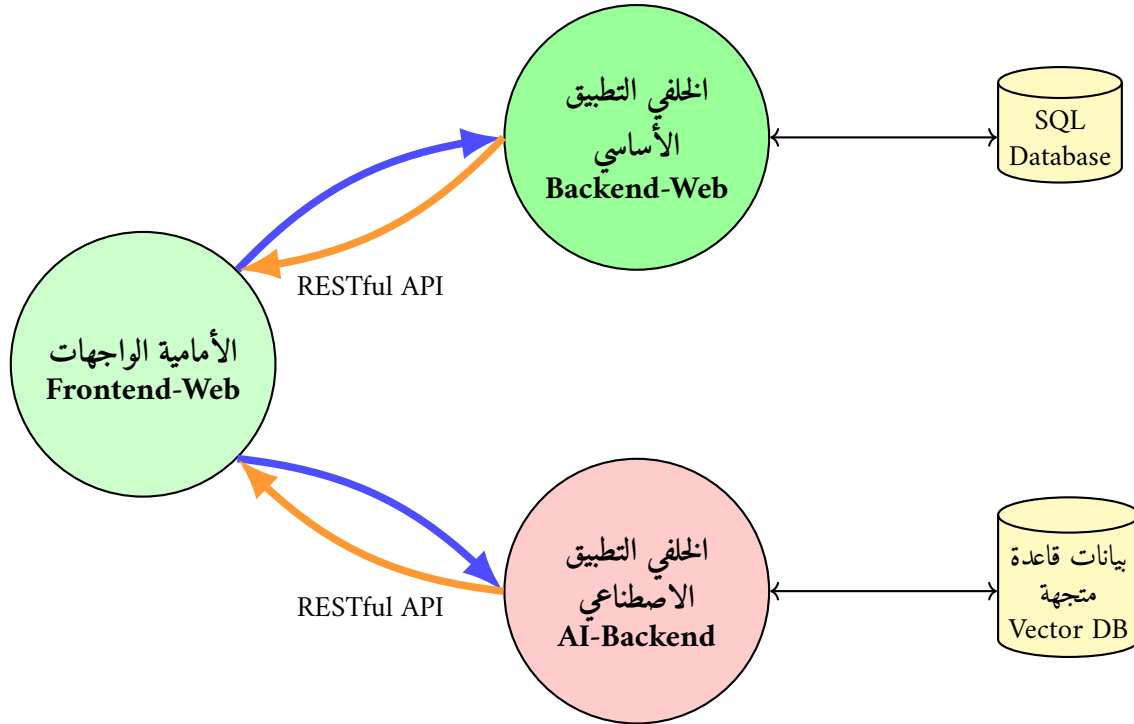 الخلفي التطبيق
الأساسي
Backend-Web
SQL
Database
RESTful API
الأمامية الواجهات
Frontend-Web
الخلفي التطبيق
الاصطناعي
AI-Backend
بيانات قاعدة
متجهة
Vector DB
RESTful API